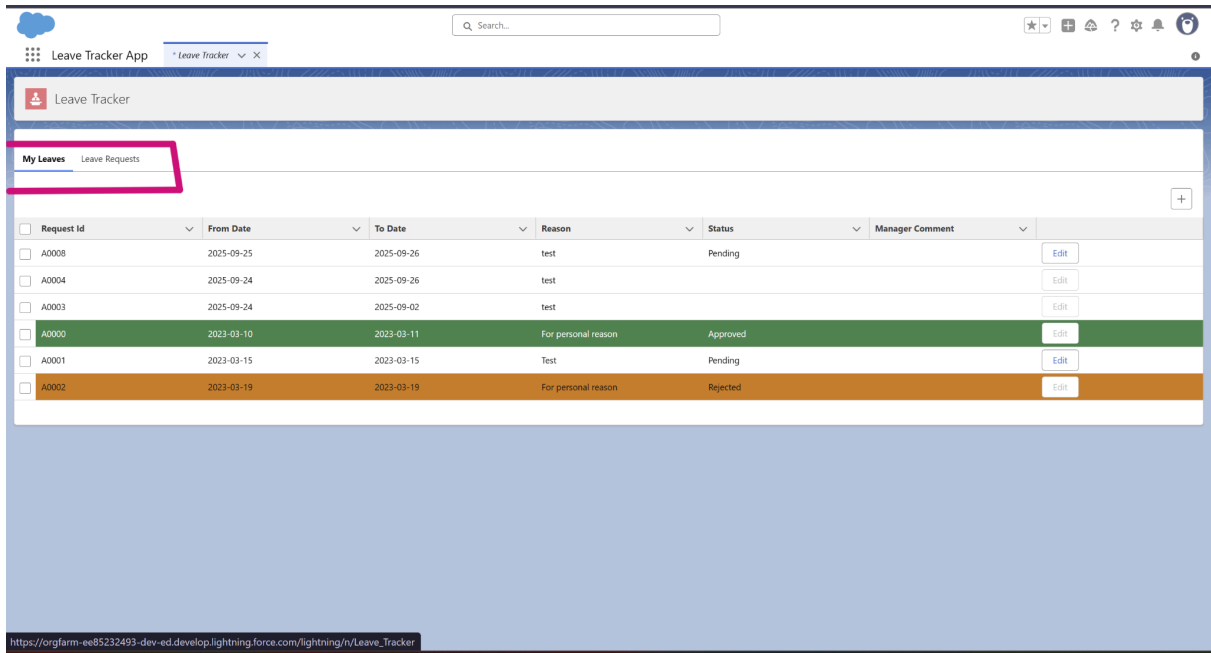 Search...
Leave Tracker App * Leave Tracker
Leave Tracker
My Leaves Leave Requests
Request Id From Date To Date Reason Status Manager Comment
A0008 2025-09-25 2025-09-26 test Pending Edit
A0004 2025-09-24 2025-09-26 test Edit
A0003 2025-09-24 2025-09-02 test Edit
A0000 2023-03-10 2023-03-11 For personal reason Approved Edit
A0001 2023-03-15 2023-03-15 Test Pending Edit
A0002 2023-03-19 2023-03-19 For personal reason Rejected Edit
https://orgfarm-ee85232493-dev-ed.develop.lightning.force.com/lightning/n/Leave_Tracker